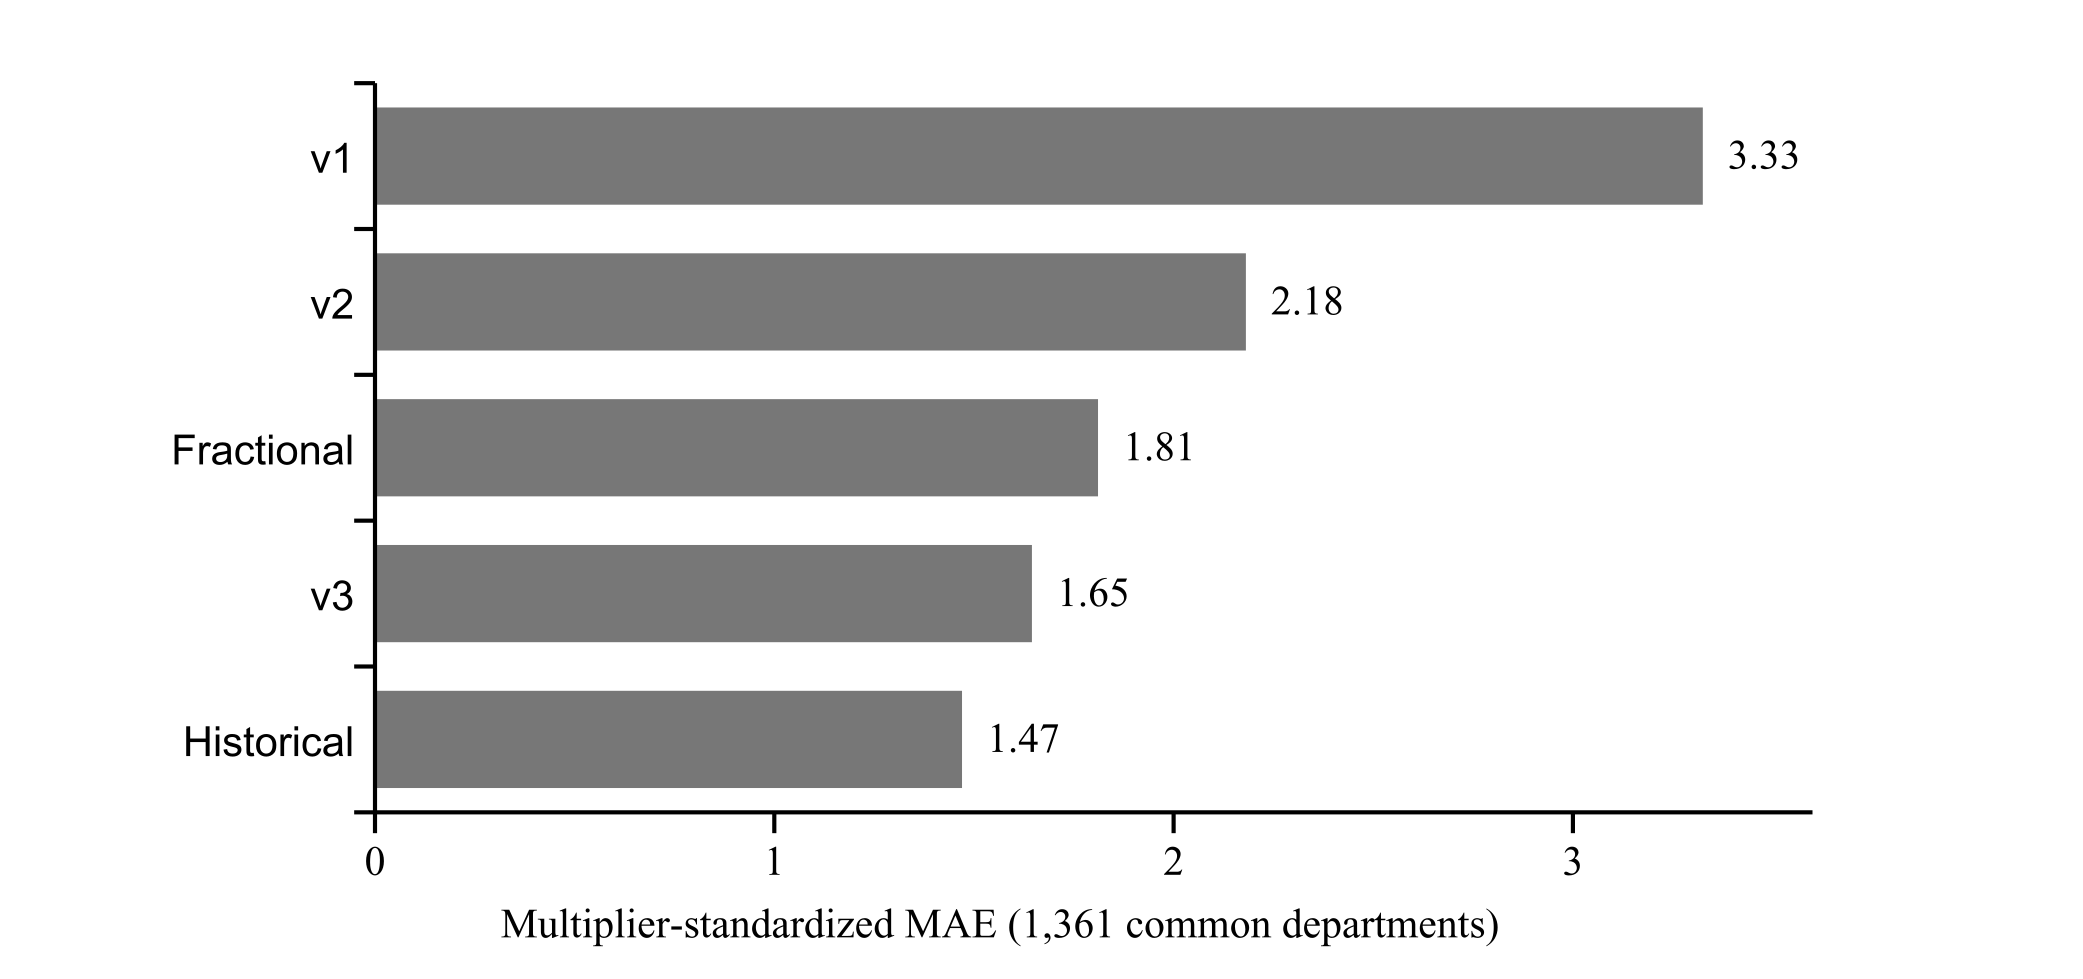 v1 3.33
v2 2.18
Fractional 1.81
v3 1.65
Historical 1.47
0 1 2 3
Multiplier-standardized MAE (1,361 common departments)